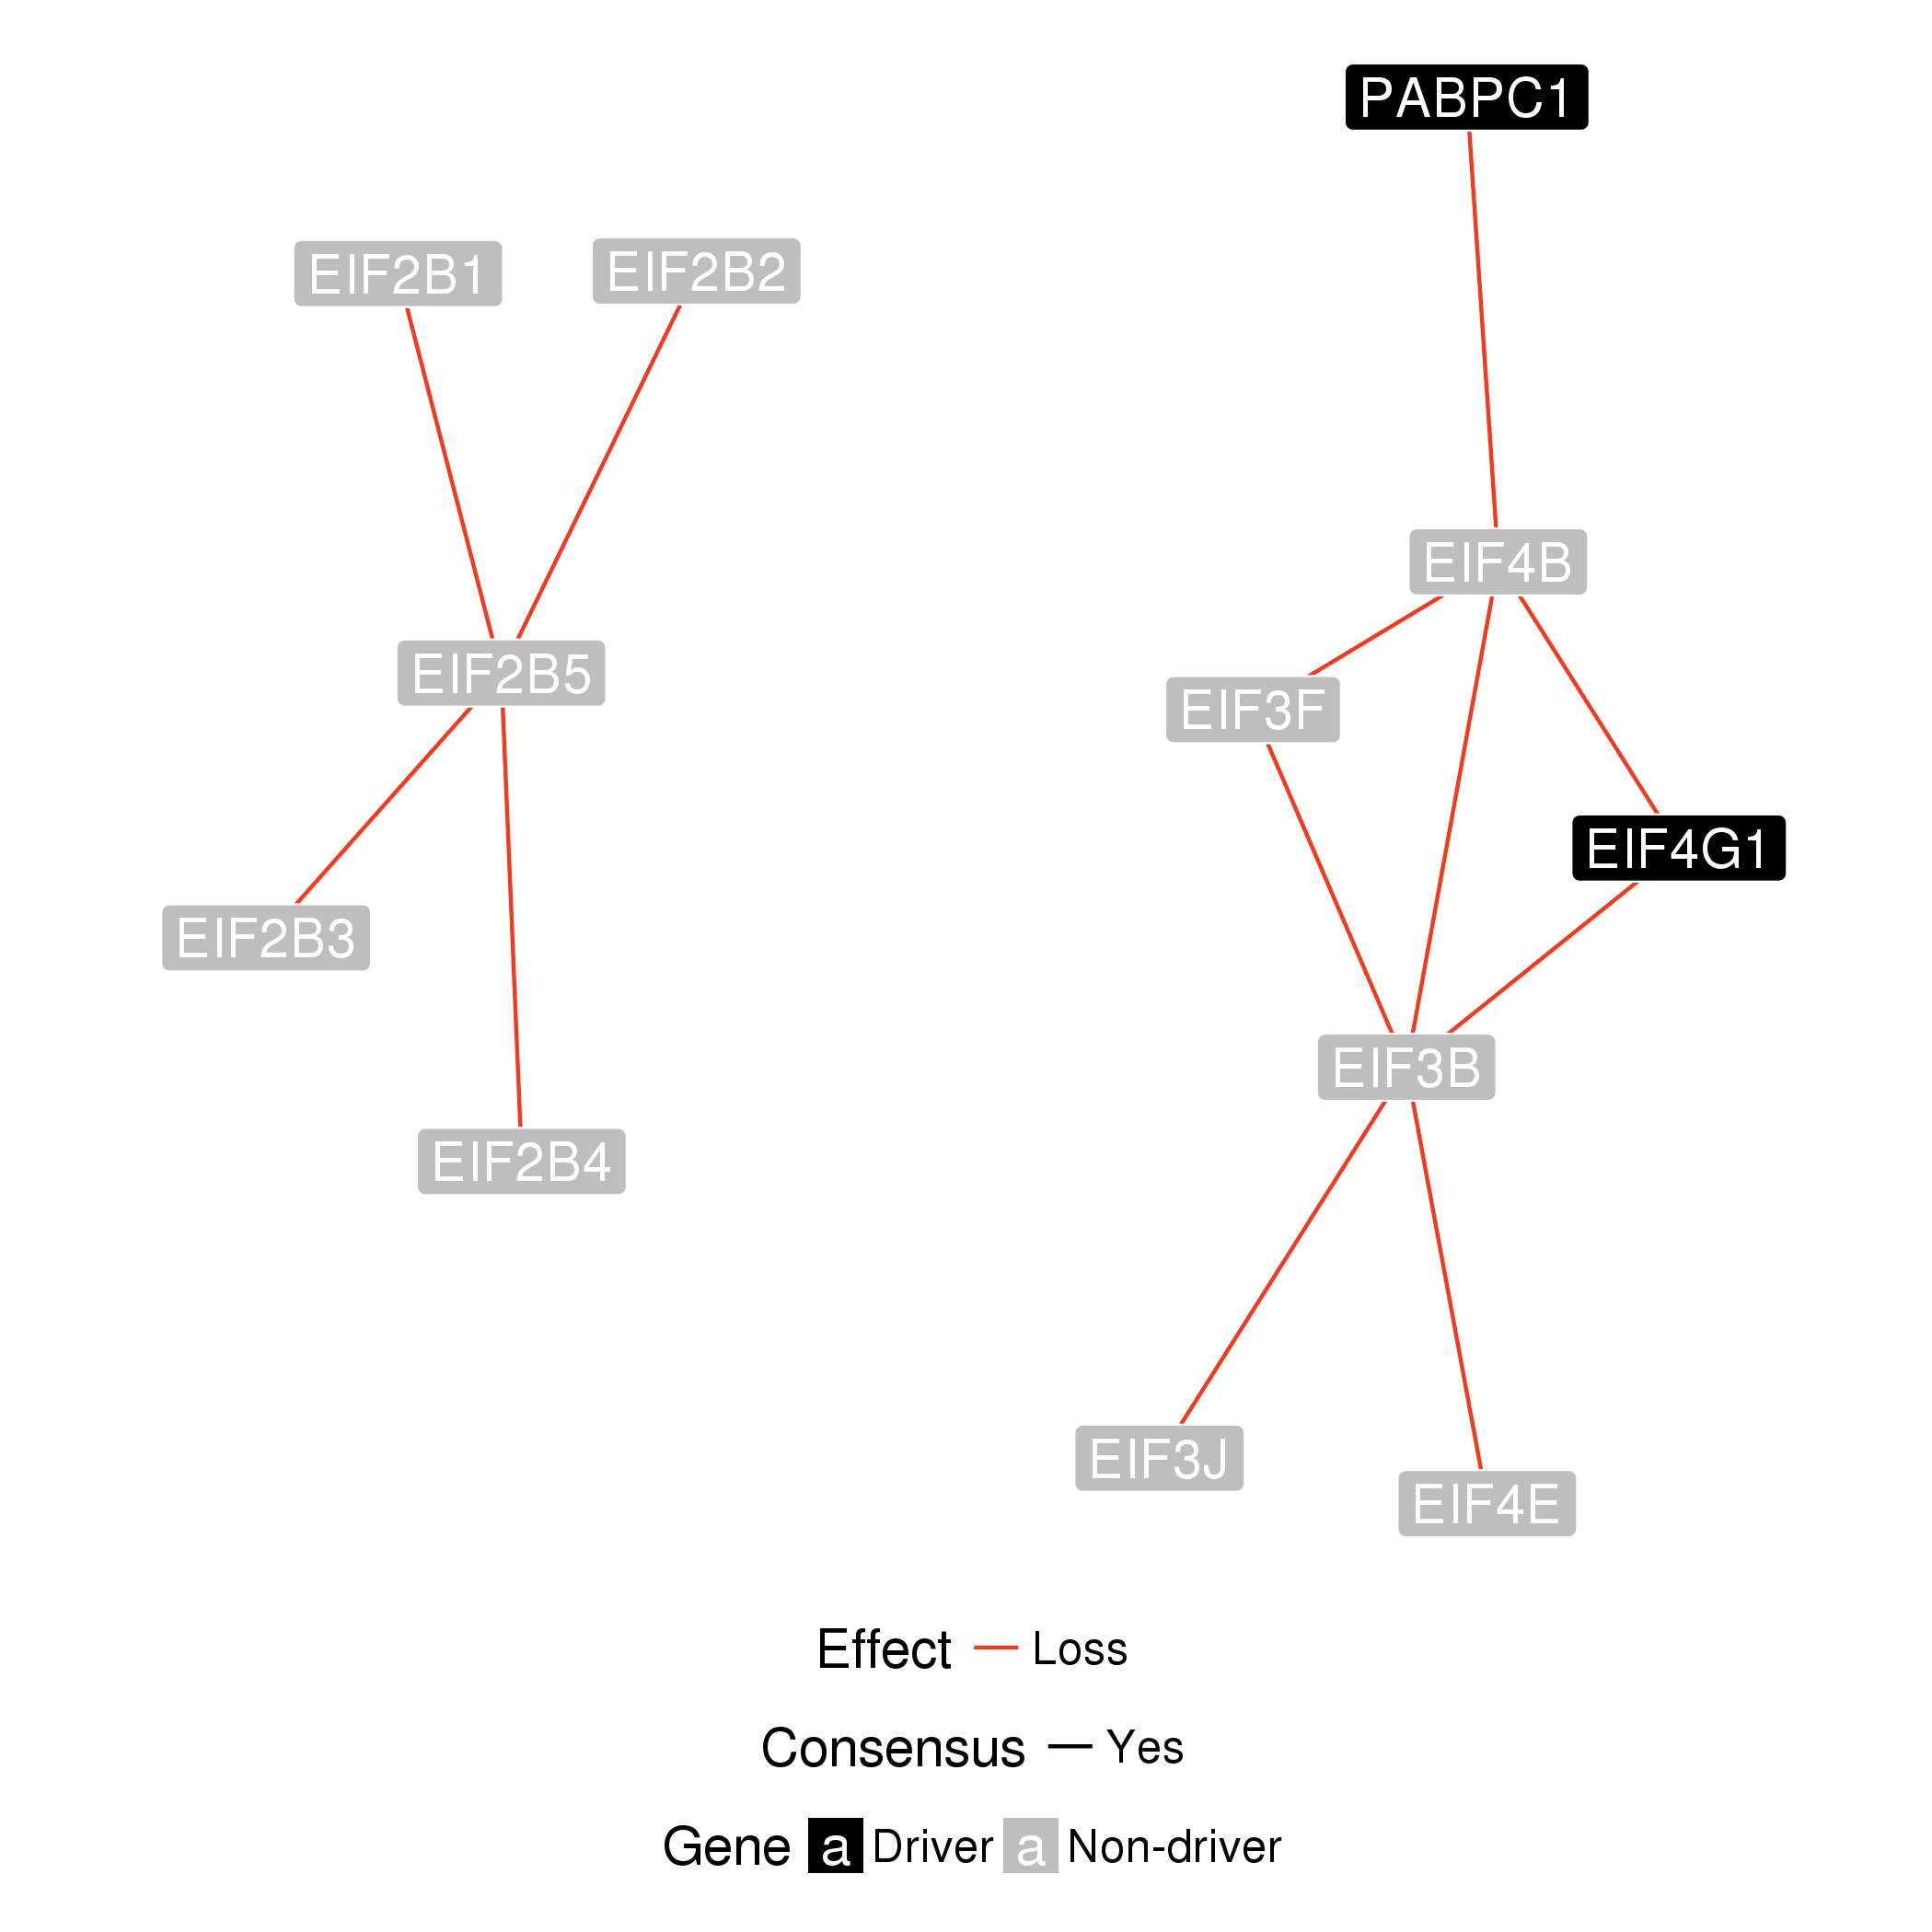 PABPC1
EIF2B1
EIF2B2
EIF4B
EIF2B5
EIF3F
EIF4G1
EIF2B3
EIF3B
EIF2B4
EIF3J
EIF4E
Effect Loss
Consensus Yes
Gene a Driver a Non-driver